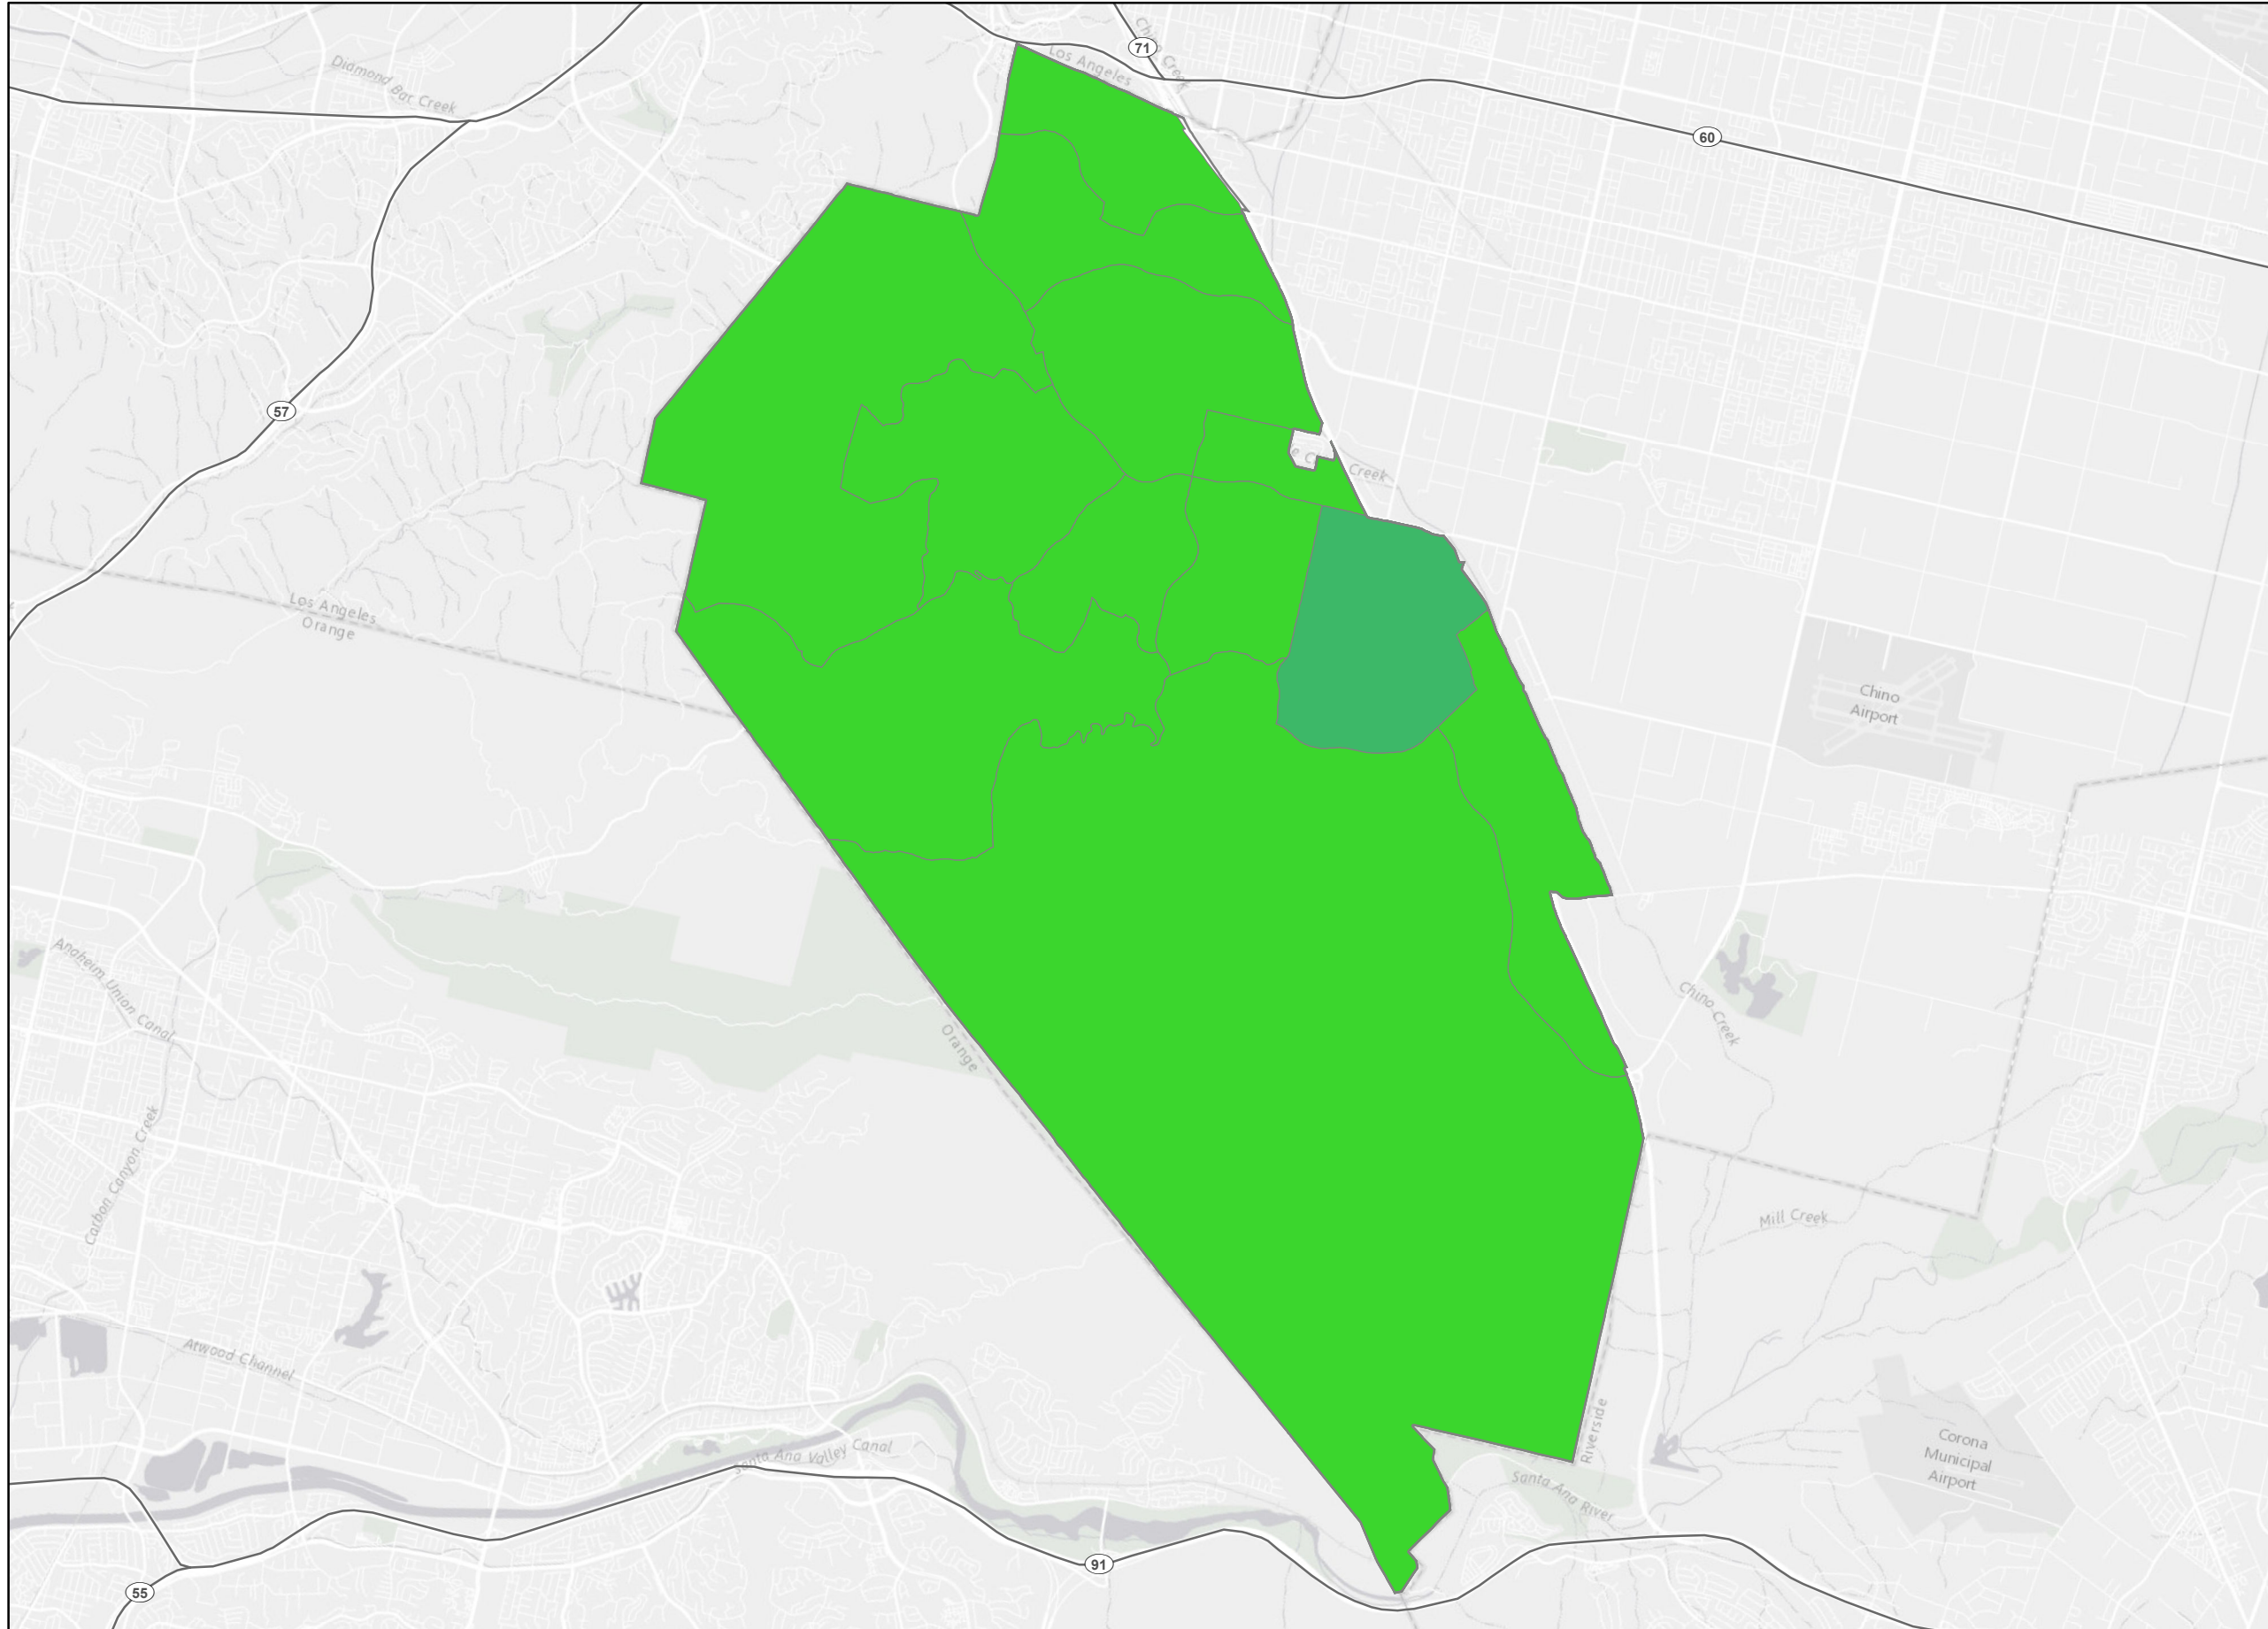 71
Chino Creek
Los Angeles
Diamond Bar Creek
60
57
Creek
Los Angeles
Orange
Chino
Airport
Anaheim Union Canal
Chino Creek
Orange
Carbon Canyon Creek
Mill Creek
Atwood Channel
Riverside
Corona
Municipal
Airport
Santa Ana Valley Canal
Santa Ana River
91
55